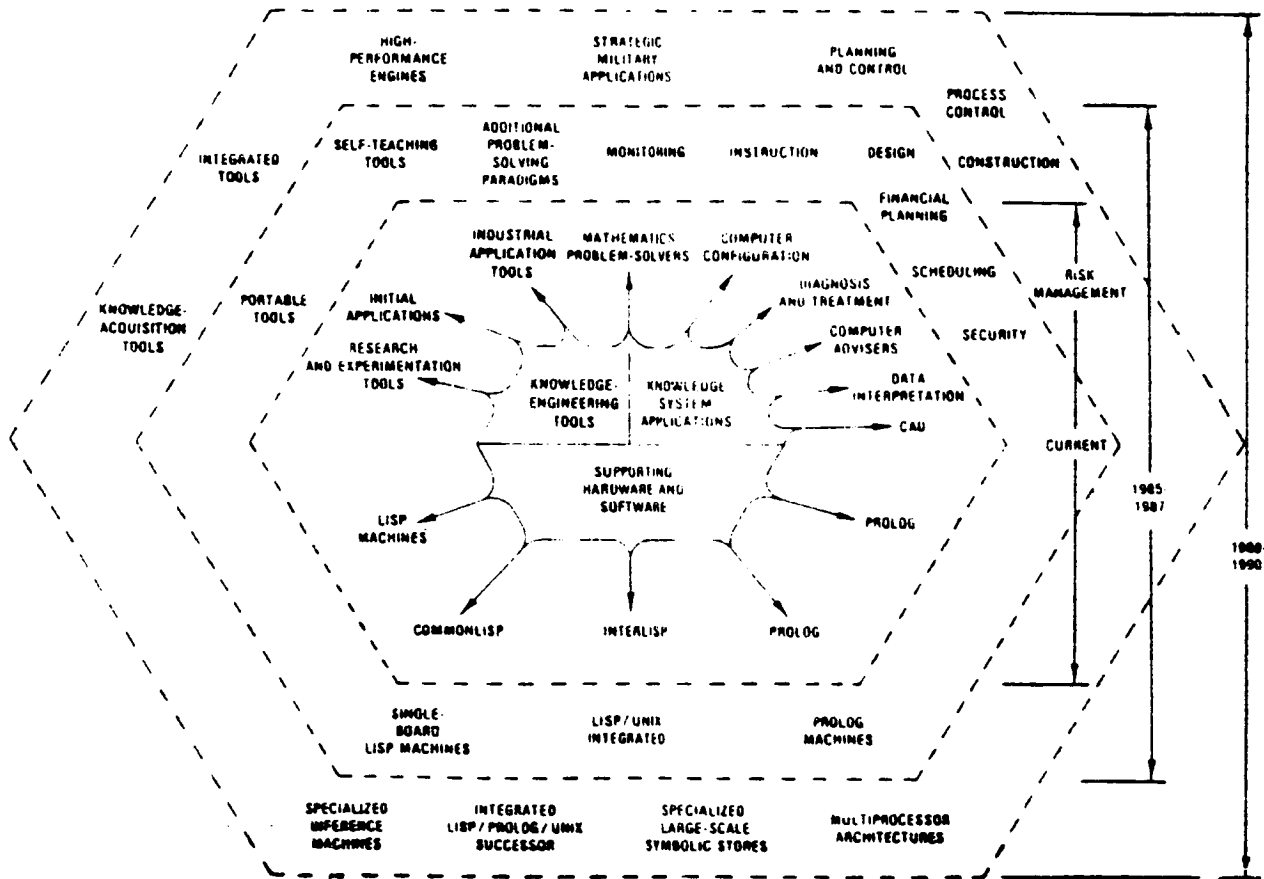 HIGH-
PERFORMANCE
ENGINES
STRATEGIC
MILITARY
APPLICATIONS
PLANNING
AND CONTROL
PROCESS
CONTROL
INTEGRATED
TOOLS
SELF-TEACHING
TOOLS
ADDITIONAL
PROBLEM-
SOLVING
PARADIGMS
MONITORING
INSTRUCTION
DESIGN
CONSTRUCTION
FINANCIAL
PLANNING
INDUSTRIAL
APPLICATION
TOOLS
MATHEMATICS
PROBLEM-SOLVERS
COMPUTER
CONFIGURATION
SCHEDULING
RISK
MANAGEMENT
KNOWLEDGE-
ACQUISITION
TOOLS
PORTABLE
TOOLS
INITIAL
APPLICATIONS
DIAGNOSIS
AND TREATMENT
RESEARCH
AND EXPERIMENTATION
TOOLS
COMPUTER
ADVISERS
SECURITY
KNOWLEDGE-
ENGINEERING
TOOLS
KNOWLEDGE
SYSTEM
APPLICATIONS
DATA
INTERPRETATION
CAD
CURRENT
SUPPORTING
HARDWARE AND
SOFTWARE
1985-
1987
LISP
MACHINES
PROLOG
1990
COMMONLISP
INTERLISP
PROLOG
SINGLE-
BOARD
LISP MACHINES
LISP/UNIX
INTEGRATED
PROLOG
MACHINES
SPECIALIZED
INFERENCE
MACHINES
INTEGRATED
LISP/PROLOG/UNIX
SUCCESSOR
SPECIALIZED
LARGE-SCALE
SYMBOLIC STORES
MULTIPROCESSOR
ARCHITECTURES